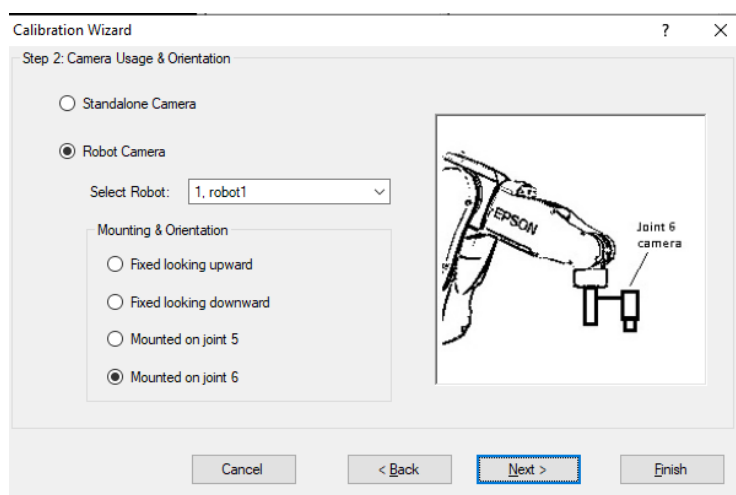 Calibration Wizard ? X
Step 2: Camera Usage & Orientation
Standalone Camera
Robot Camera
Select Robot: 1, robot1
Mounting & Orientation
Fixed looking upward
Fixed looking downward
Mounted on joint 5
Mounted on joint 6
EPSON
Joint 6
camera
Cancel < Back Next > Finish